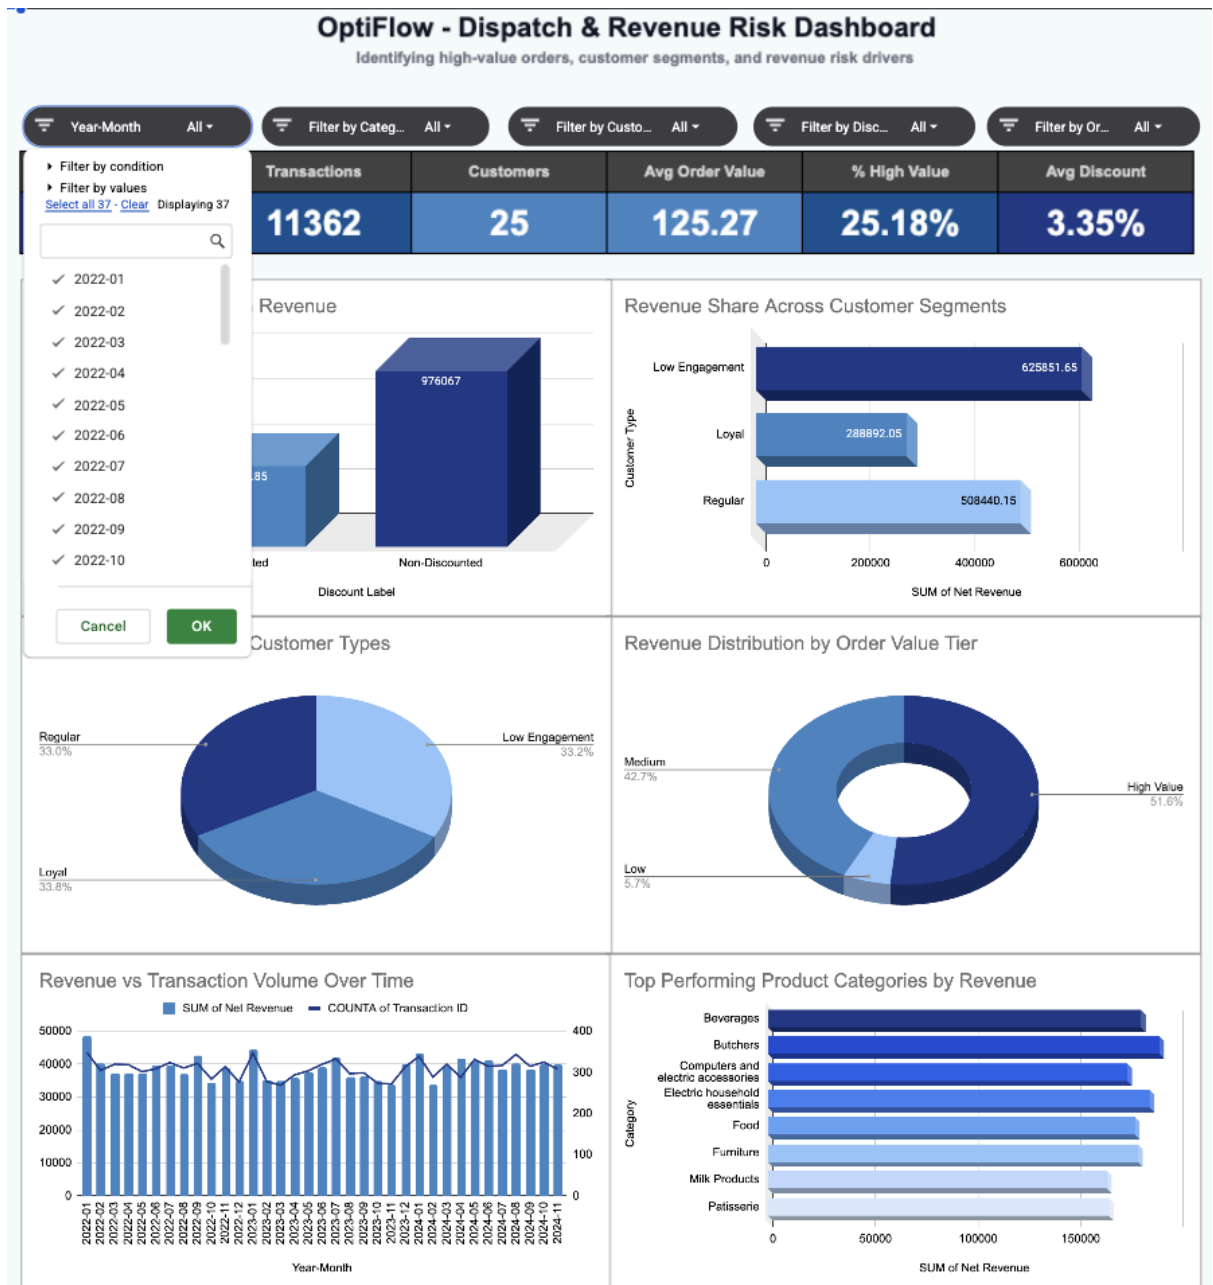 OptiFlow - Dispatch & Revenue Risk Dashboard
Identifying high-value orders, customer segments, and revenue risk drivers
Year-Month All
Filter by Categ... All
Filter by Custo... All
Filter by Disc... All
Filter by Or... All
Filter by condition
Filter by values
Select all 37 - Clear Displaying 37
2022-01
2022-02
2022-03
2022-04
2022-05
2022-06
2022-07
2022-08
2022-09
2022-10
Cancel OK
Transactions
11362
Customers
25
Avg Order Value
125.27
% High Value
25.18%
Avg Discount
3.35%
Revenue
976067
.85
ted
Non-Discounted
Discount Label
Revenue Share Across Customer Segments
Customer Type
Low Engagement
625851.65
Loyal
288892.05
Regular
508440.15
0 200000 400000 600000
SUM of Net Revenue
Customer Types
Regular
33.0%
Low Engagement
33.2%
Loyal
33.8%
Revenue Distribution by Order Value Tier
Medium
42.7%
High Value
51.6%
Low
5.7%
Revenue vs Transaction Volume Over Time
SUM of Net Revenue COUNTA of Transaction ID
50000
40000
30000
20000
10000
0
400
300
200
100
0
2022-01
2022-02
2022-03
2022-04
2022-05
2022-06
2022-07
2022-08
2022-09
2022-10
2022-11
2022-12
2023-01
2023-02
2023-03
2023-04
2023-05
2023-06
2023-07
2023-08
2023-09
2023-10
2023-11
2023-12
2024-01
2024-02
2024-03
2024-04
2024-05
2024-06
2024-07
2024-08
2024-09
2024-10
2024-11
Year-Month
Top Performing Product Categories by Revenue
Category
Beverages
Butchers
Computers and
electric accessories
Electric household
essentials
Food
Furniture
Milk Products
Patisserie
0 50000 100000 150000
SUM of Net Revenue